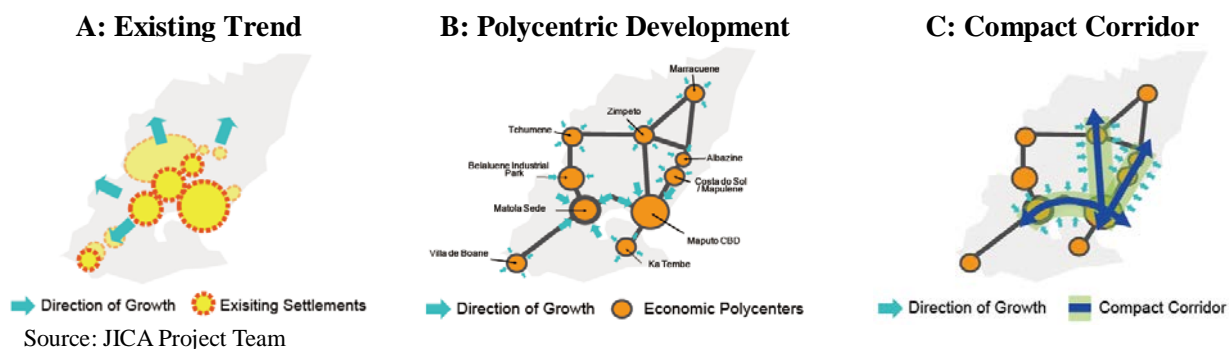 A: Existing Trend
B: Polycentric Development
C: Compact Corridor
Marracuene
Zimpeto
Tchumene
Albazine
Belaluene Industrial
Park
Costa do Sol
/ Mapulene
Matola Sede
Maputo CBD
Villa de Boane
Ka Tembe
Direction of Growth
Exisiting Settlements
Direction of Growth
Economic Polycenters
Direction of Growth
Compact Corridor
Source: JICA Project Team